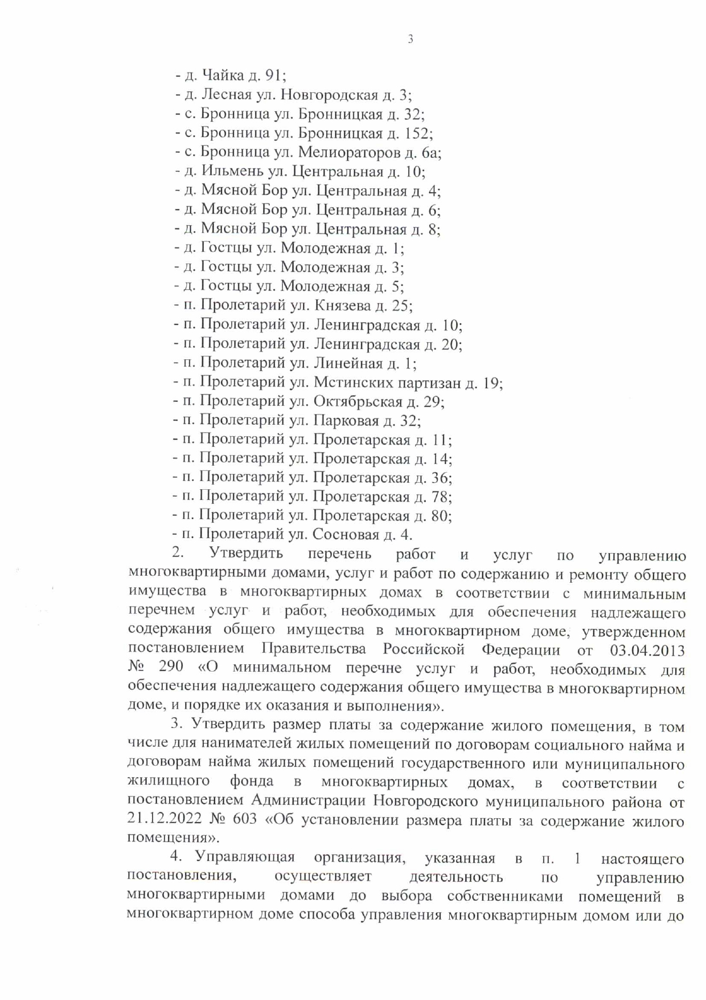 3
- д. Чайка д. 91;
- д. Лесная ул. Новгородская д. 3;
- с. Бронница ул. Бронницкая д. 32;
- с. Бронница ул. Бронницкая д. 152;
- с. Бронница ул. Мелиораторов д. 6а;
- д. Ильмень ул. Центральная д. 10;
- д. Мясной Бор ул. Центральная д. 4;
- д. Мясной Бор ул. Центральная д. 6;
- д. Мясной Бор ул. Центральная д. 8;
- д. Гостцы ул. Молодежная д. 1;
- д. Гостцы ул. Молодежная д. 3;
- д. Гостцы ул. Молодежная д. 5;
- п. Пролетарий ул. Князева д. 25;
- п. Пролетарий ул. Ленинградская д. 10;
- п. Пролетарий ул. Ленинградская д. 20;
- п. Пролетарий ул. Линейная д. 1;
- п. Пролетарий ул. Мстинских партизан д. 19;
- п. Пролетарий ул. Октябрьская д. 29;
- п. Пролетарий ул. Парковая д. 32;
- п. Пролетарий ул. Пролетарская д. 11;
- п. Пролетарий ул. Пролетарская д. 14;
- п. Пролетарий ул. Пролетарская д. 36;
- п. Пролетарий ул. Пролетарская д. 78;
- п. Пролетарий ул. Пролетарская д. 80;
- п. Пролетарий ул. Сосновая д. 4.
2. Утвердить перечень работ и услуг по управлению
многоквартирными домами, услуг и работ по содержанию и ремонту общего
имущества в многоквартирных домах в соответствии с минимальным
перечнем услуг и работ, необходимых для обеспечения надлежащего
содержания общего имущества в многоквартирном доме, утвержденном
постановлением Правительства Российской Федерации от 03.04.2013
№ 290 «О минимальном перечне услуг и работ, необходимых для
обеспечения надлежащего содержания общего имущества в многоквартирном
доме, и порядке их оказания и выполнения».
3. Утвердить размер платы за содержание жилого помещения, в том
числе для нанимателей жилых помещений по договорам социального найма и
договорам найма жилых помещений государственного или муниципального
жилищного фонда в многоквартирных домах, в соответствии с
постановлением Администрации Новгородского муниципального района от
21.12.2022 № 603 «Об установлении размера платы за содержание жилого
помещения».
4. Управляющая организация, указанная в п. 1 настоящего
постановления, осуществляет деятельность по управлению
многоквартирными домами до выбора собственниками помещений в
многоквартирном доме способа управления многоквартирным домом или до